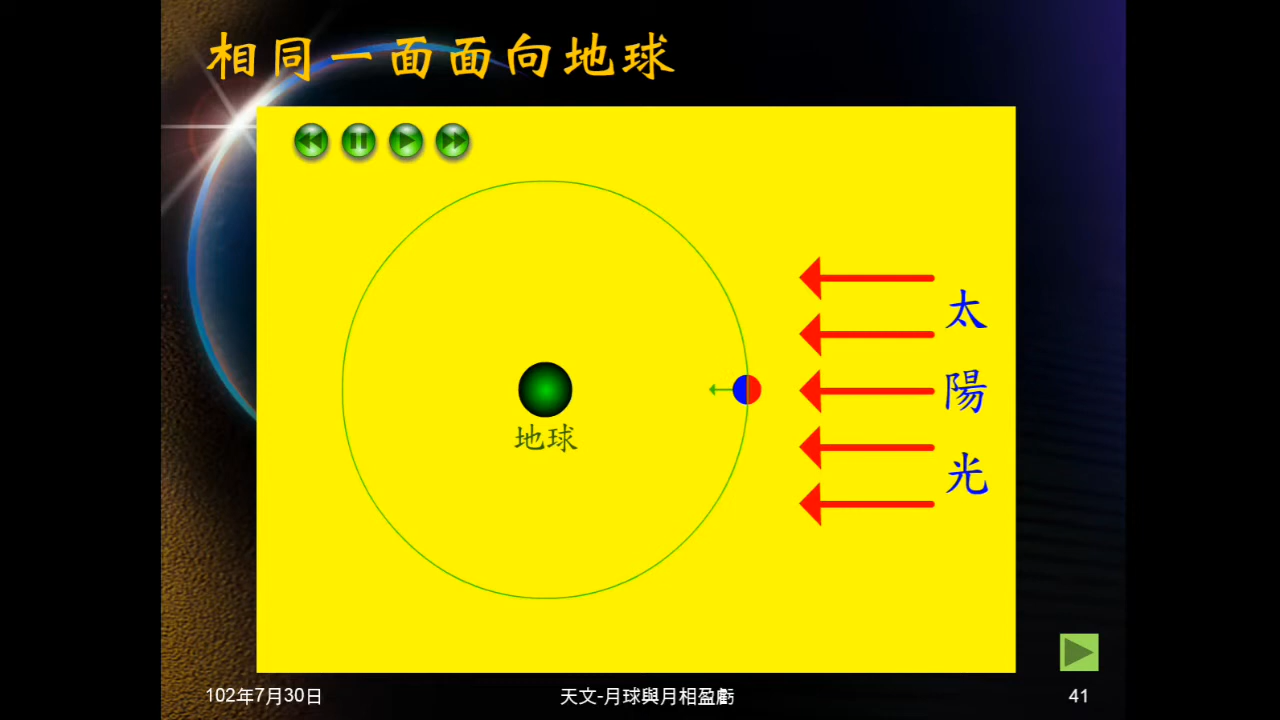 相同一面面向地球
地球
太
陽
光
102年7月30日
天文-月球與月相盈虧
41